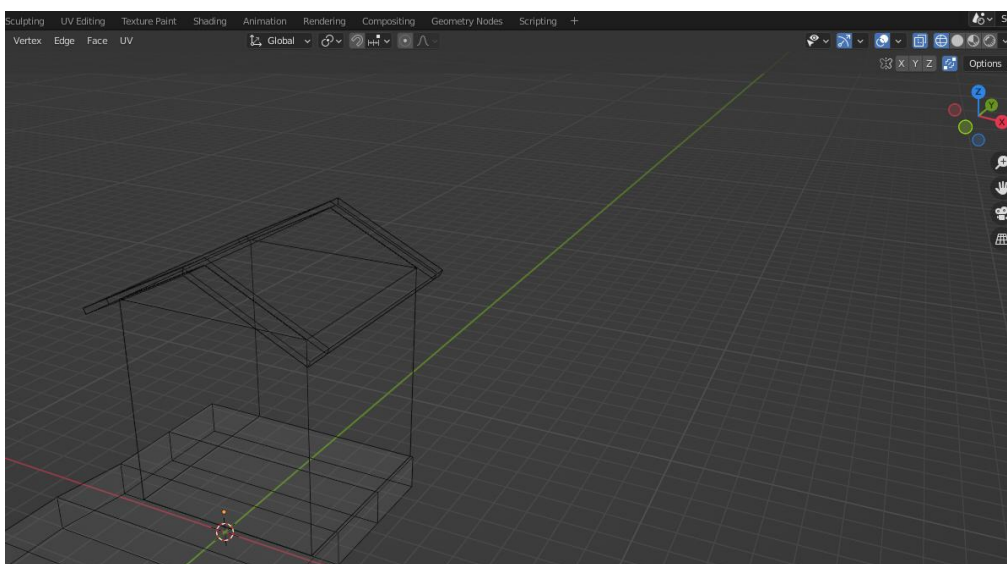 Sculpting UV Editing Texture Paint Shading Animation Rendering Compositing Geometry Nodes Scripting +
Vertex Edge Face UV Global
X Y Z Options
Z
Y
X